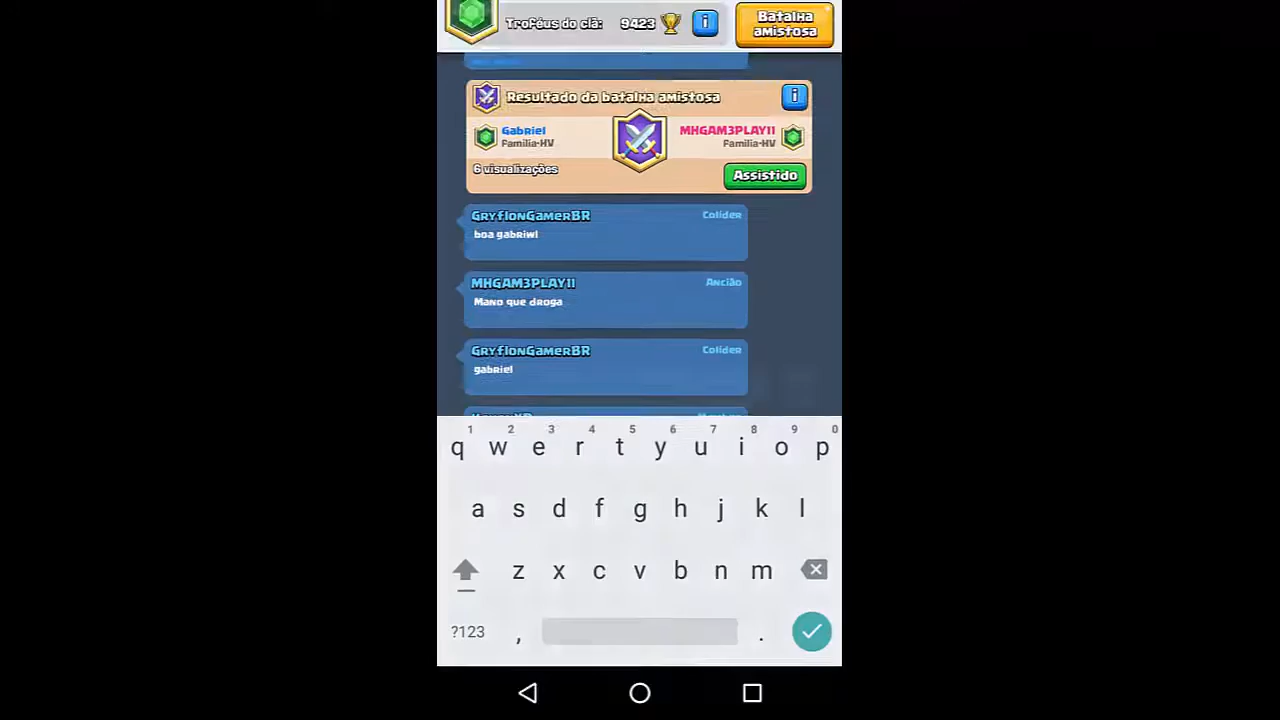 Troféus do clã: 9423
Batalha
amistosa
Resultado da batalha amistosa
Gabriel
Familia-HV
MHGAM3PLAY11
Familia-HV
6 visualizações
Assistido
GryfionGamerBR Colíder
boa gabriwl
MHGAM3PLAY11 Ancião
Mano que droga
GryfionGamerBR Colíder
gabriel
1 2 3 4 5 6 7 8 9 0
q w e r t y u i o p
a s d f g h j k l
z x c v b n m
?123 , .